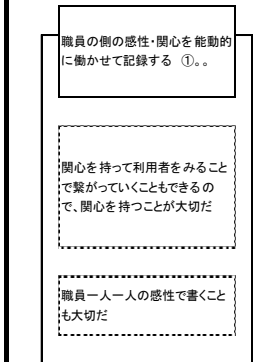 職員の側の感性・関心を能動的
に働かせて記録する　①。。
関心を持って利用者をみること
で繋がっていくこともできるの
で、関心を持つことが大切だ
職員一人一人の感性で書くこと
も大切だ